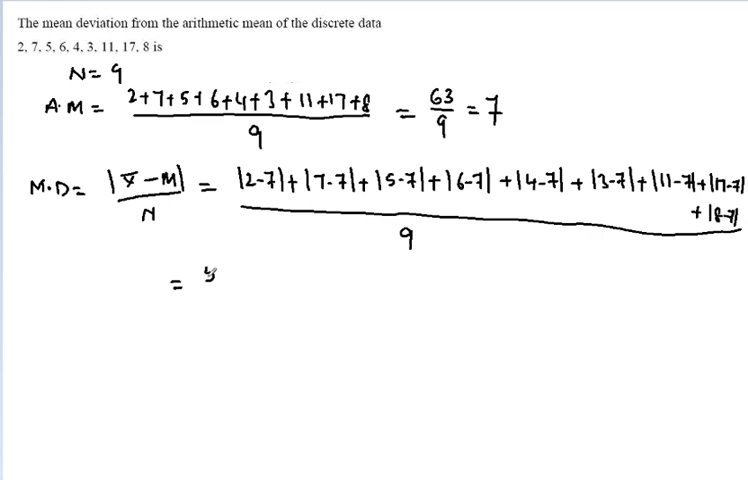 The mean deviation from the arithmetic mean of the discrete data
2, 7, 5, 6, 4, 3, 11, 17, 8 is
N= 9
A.M = 2+7+5+6+4+3+11+17+8 / 9 = 63/9 = 7
M.D = |x̄-M| / N = |2-7|+|7-7|+|5-7|+|6-7|+|4-7|+|3-7|+|11-7|+|17-7|
+|8-7|
9
= 5